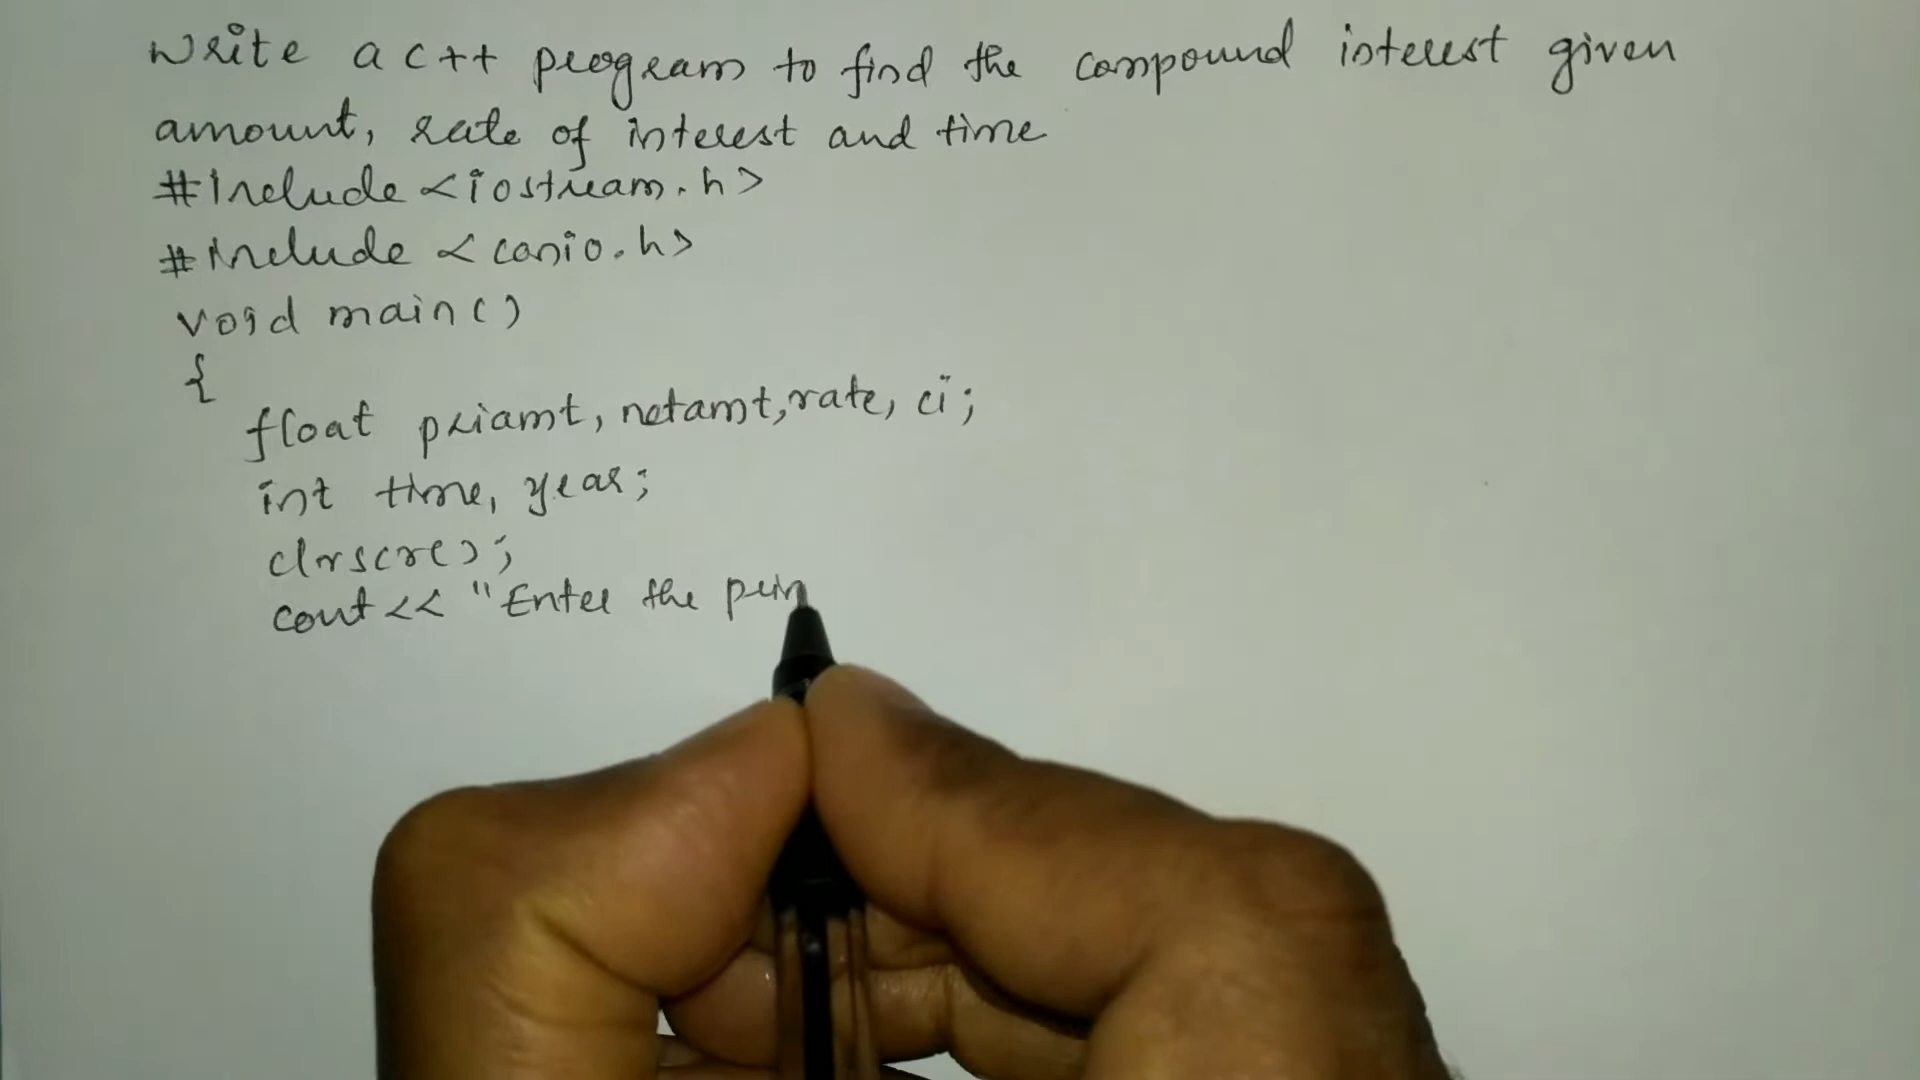 Write a C++ program to find the compound interest given
amount, rate of interest and time
#include <iostream.h>
#include <conio.h>
void main()
{
float priamt, netamt, rate, ci;
int time, year;
clrscr();
cout << "Enter the prin